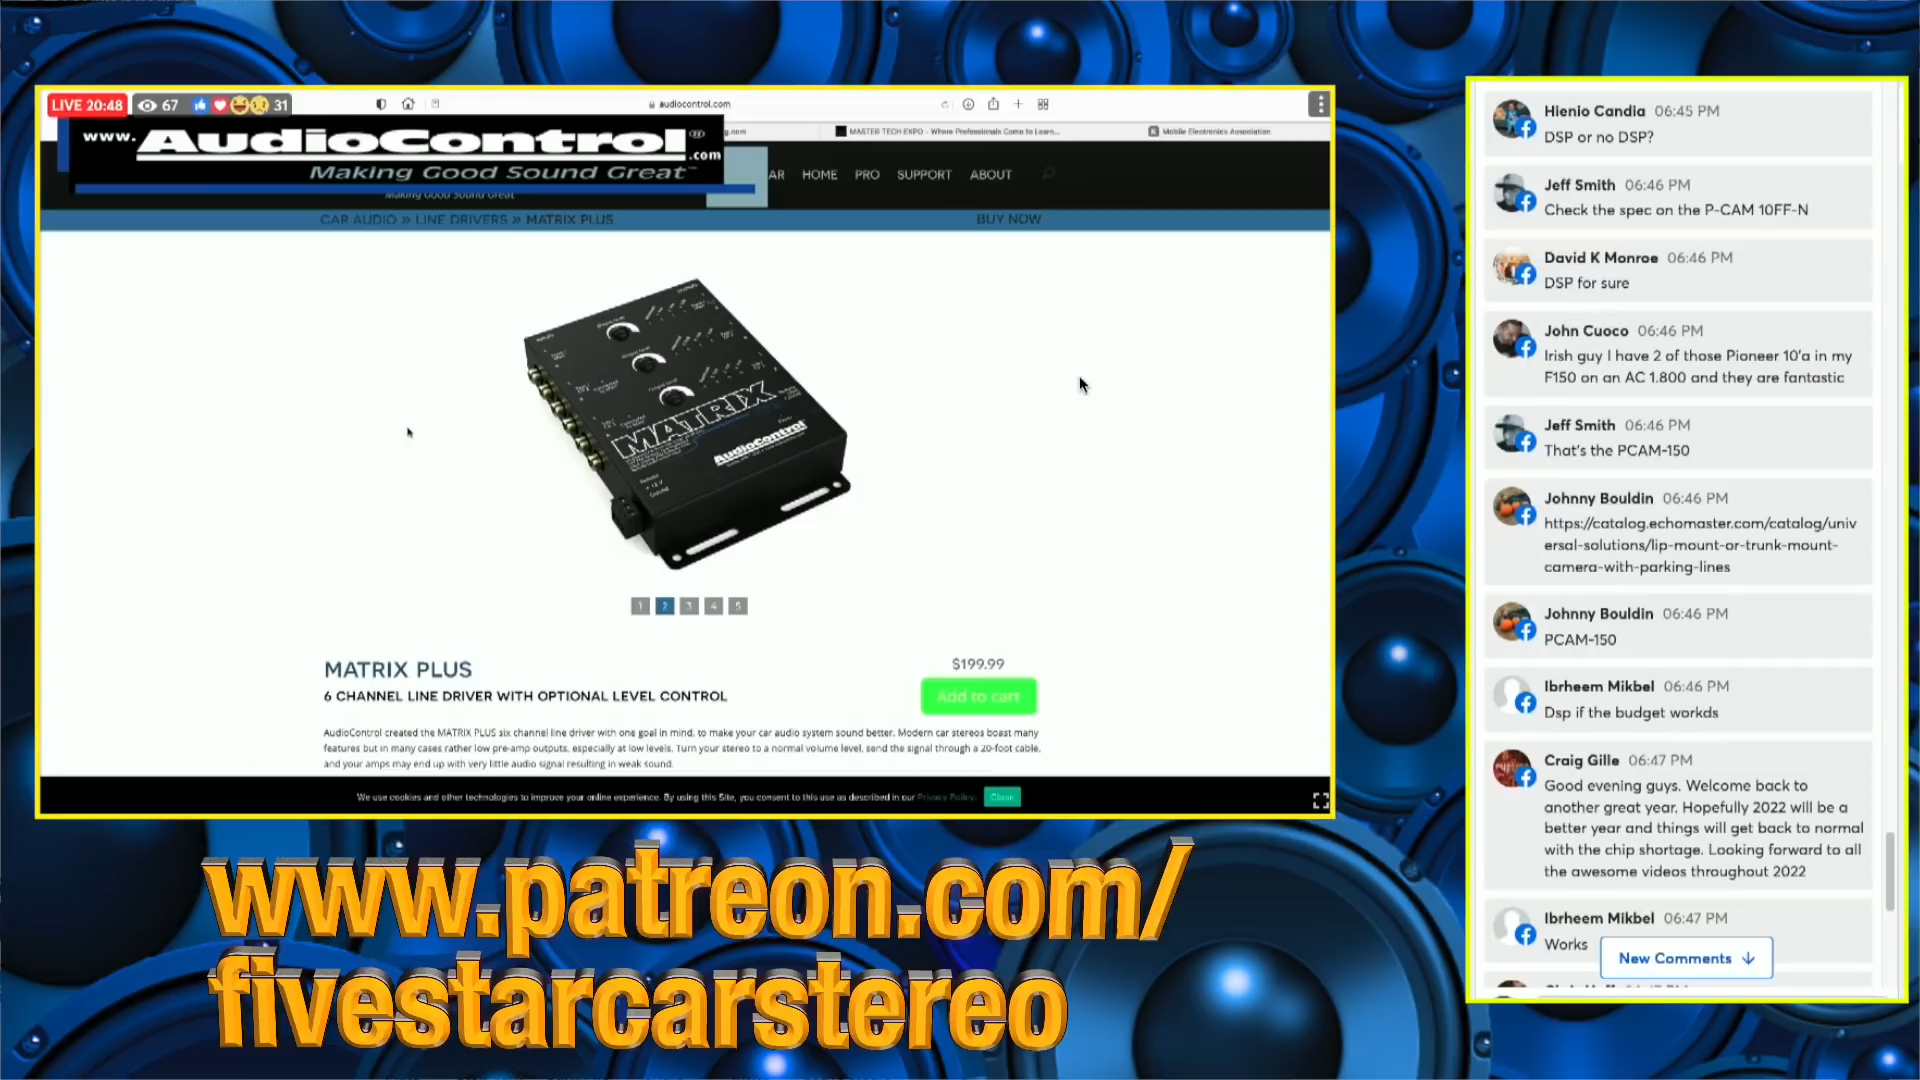 LIVE 20:48 67 31
audiocontrol.com
MASTER TECH EXPO - Where Professionals Come to Learn...
Mobile Electronics Association
www.AudioControl.com
Making Good Sound Great
Making Good Sound Great
AR HOME PRO SUPPORT ABOUT
CAR AUDIO » LINE DRIVERS » MATRIX PLUS BUY NOW
MATRIX
AudioControl
1 2 3 4 5
MATRIX PLUS
$199.99
6 CHANNEL LINE DRIVER WITH OPTIONAL LEVEL CONTROL
Add to cart
AudioControl created the MATRIX PLUS six channel line driver with one goal in mind, to make your car audio system sound better. Modern car stereos boast many
features but in many cases rather low pre-amp outputs, especially at low levels. Turn your stereo to a normal volume level, send the signal through a 20-foot cable,
and your amps may end up with very little audio signal resulting in weak sound.
We use cookies and other technologies to improve your online experience. By using this Site, you consent to this use as described in our Privacy Policy. Close
www.patreon.com/
fivestarcarstereo
Hienio Candia 06:45 PM
DSP or no DSP?
Jeff Smith 06:46 PM
Check the spec on the P-CAM 10FF-N
David K Monroe 06:46 PM
DSP for sure
John Cuoco 06:46 PM
Irish guy I have 2 of those Pioneer 10'a in my
F150 on an AC 1.800 and they are fantastic
Jeff Smith 06:46 PM
That's the PCAM-150
Johnny Bouldin 06:46 PM
https://catalog.echomaster.com/catalog/univ
ersal-solutions/lip-mount-or-trunk-mount-
camera-with-parking-lines
Johnny Bouldin 06:46 PM
PCAM-150
Ibrheem Mikbel 06:46 PM
Dsp if the budget workds
Craig Gille 06:47 PM
Good evening guys. Welcome back to
another great year. Hopefully 2022 will be a
better year and things will get back to normal
with the chip shortage. Looking forward to all
the awesome videos throughout 2022
Ibrheem Mikbel 06:47 PM
Works
New Comments